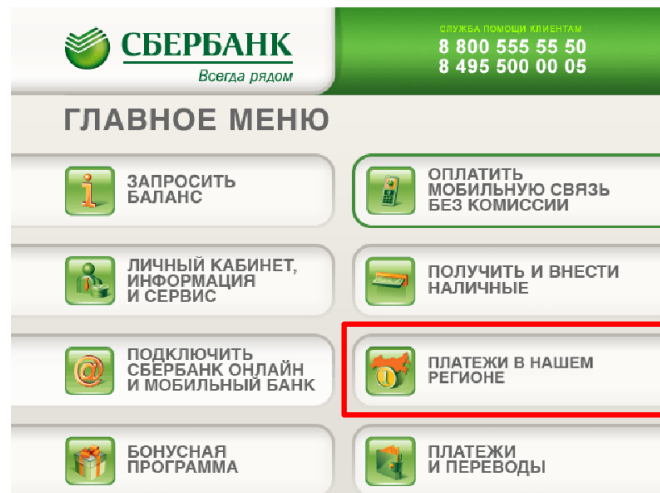 СБЕРБАНК
Всегда рядом
СЛУЖБА ПОМОЩИ КЛИЕНТАМ
8 800 555 55 50
8 495 500 00 05
ГЛАВНОЕ МЕНЮ
ЗАПРОСИТЬ
БАЛАНС
ОПЛАТИТЬ
МОБИЛЬНУЮ СВЯЗЬ
БЕЗ КОМИССИИ
ЛИЧНЫЙ КАБИНЕТ,
ИНФОРМАЦИЯ
И СЕРВИС
ПОЛУЧИТЬ И ВНЕСТИ
НАЛИЧНЫЕ
ПОДКЛЮЧИТЬ
СБЕРБАНК ОНЛАЙН
И МОБИЛЬНЫЙ БАНК
ПЛАТЕЖИ В НАШЕМ
РЕГИОНЕ
БОНУСНАЯ
ПРОГРАММА
ПЛАТЕЖИ
И ПЕРЕВОДЫ